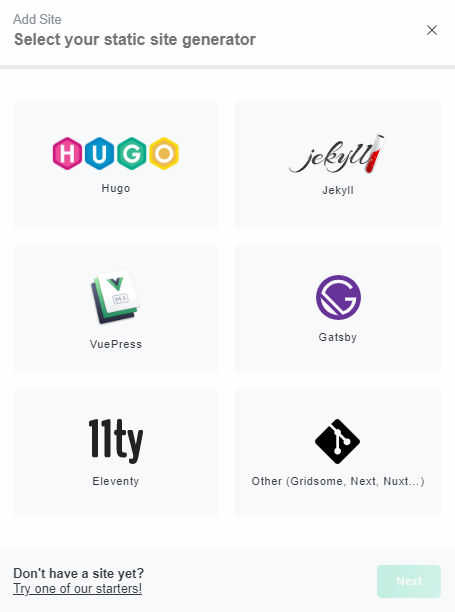 Add Site
Select your static site generator
HUGO
Hugo
jekyll
Jekyll
VuePress
Gatsby
11ty
Eleventy
Other (Gridsome, Next, Nuxt...)
Don't have a site yet?
Try one of our starters!
Next